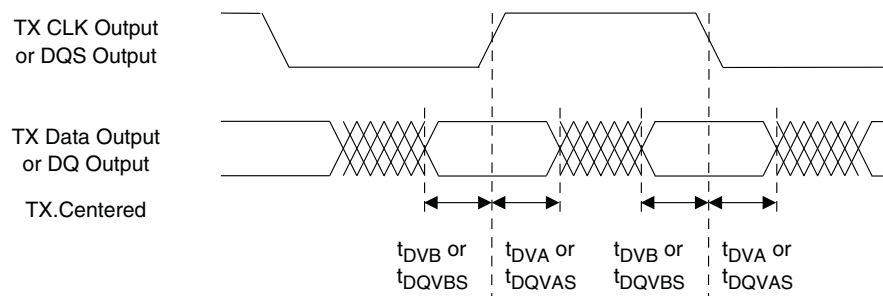 TX CLK Output
or DQS Output
TX Data Output
or DQ Output
TX.Centered
tDVB or
tDQVBS
tDVA or
tDQVAS
tDVB or
tDQVBS
tDVA or
tDQVAS